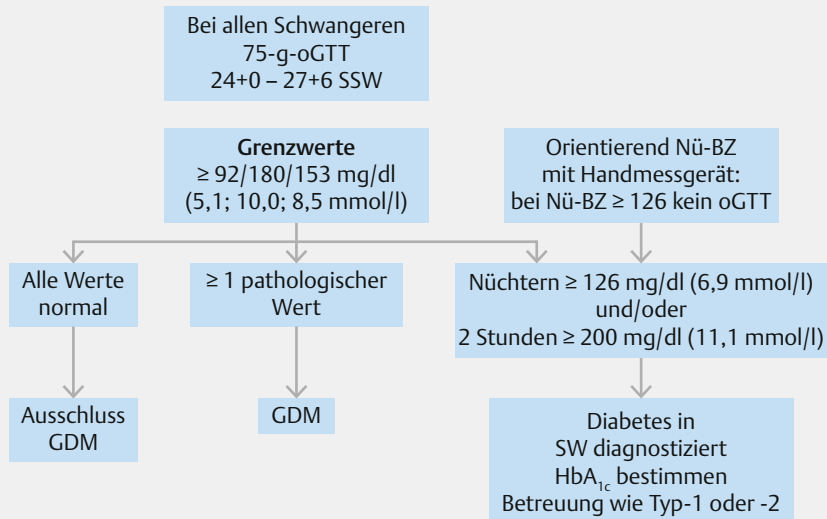 Bei allen Schwangeren
75-g-oGTT
24+0 – 27+6 SSW
Grenzwerte
≥ 92/180/153 mg/dl
(5,1; 10,0; 8,5 mmol/l)
Orientierend Nü-BZ
mit Handmessgerät:
bei Nü-BZ ≥ 126 kein oGTT
Alle Werte
normal
≥ 1 pathologischer
Wert
Nüchtern ≥ 126 mg/dl (6,9 mmol/l)
und/oder
2 Stunden ≥ 200 mg/dl (11,1 mmol/l)
Ausschluss
GDM
GDM
Diabetes in
SW diagnostiziert
HbA1c bestimmen
Betreuung wie Typ-1 oder -2